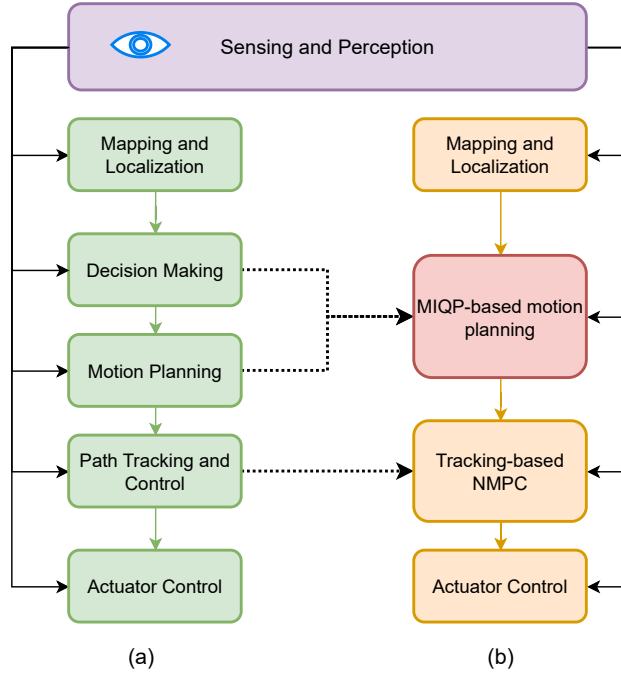 Sensing and Perception
Mapping and
Localization
Decision Making
Motion Planning
Path Tracking and
Control
Actuator Control
(a)
Mapping and
Localization
MIQP-based motion
planning
Tracking-based
NMPC
Actuator Control
(b)